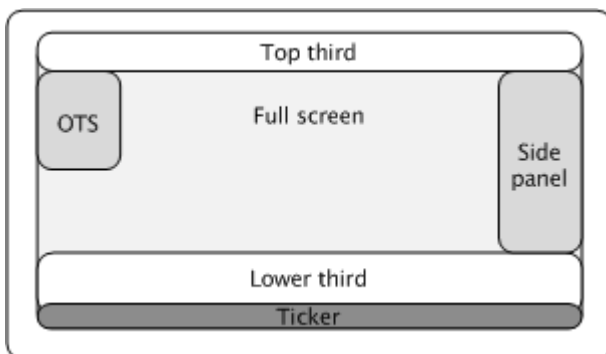 Top third
OTS
Full screen
Side
panel
Lower third
Ticker